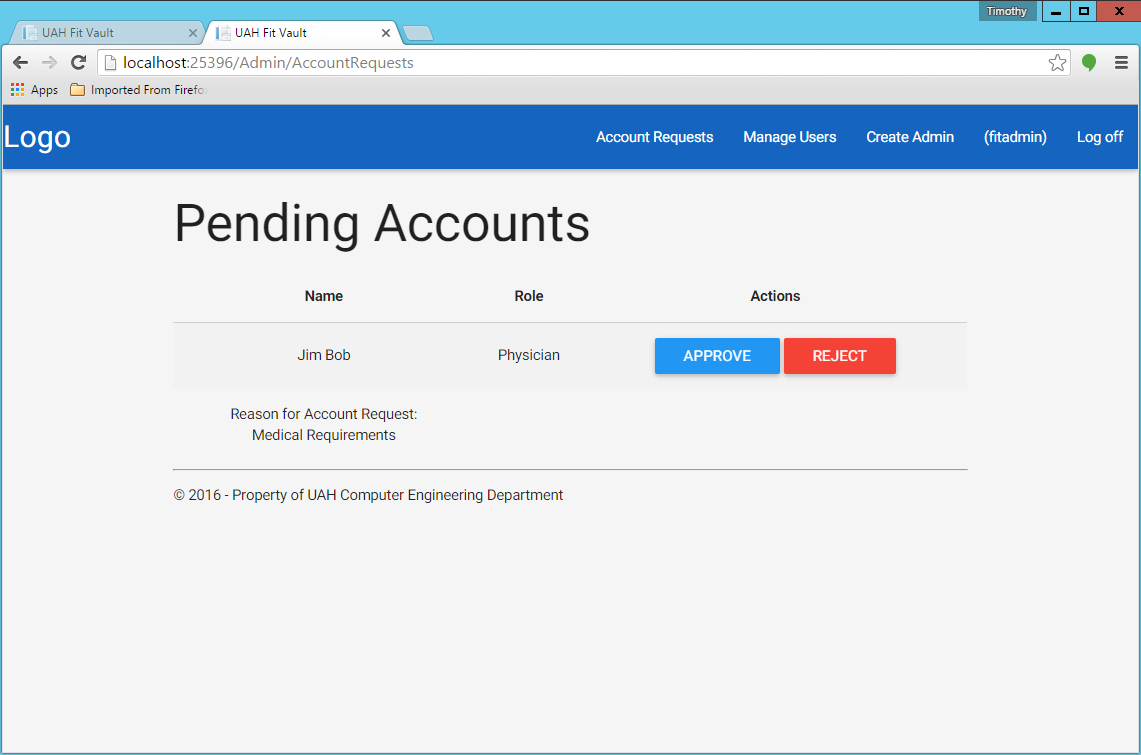 Timothy
UAH Fit Vault UAH Fit Vault
localhost:25396/Admin/AccountRequests
Apps Imported From Firefo
Logo Account Requests Manage Users Create Admin (fitadmin) Log off
Pending Accounts
Name Role Actions
Jim Bob Physician APPROVE REJECT
Reason for Account Request:
Medical Requirements
© 2016 - Property of UAH Computer Engineering Department